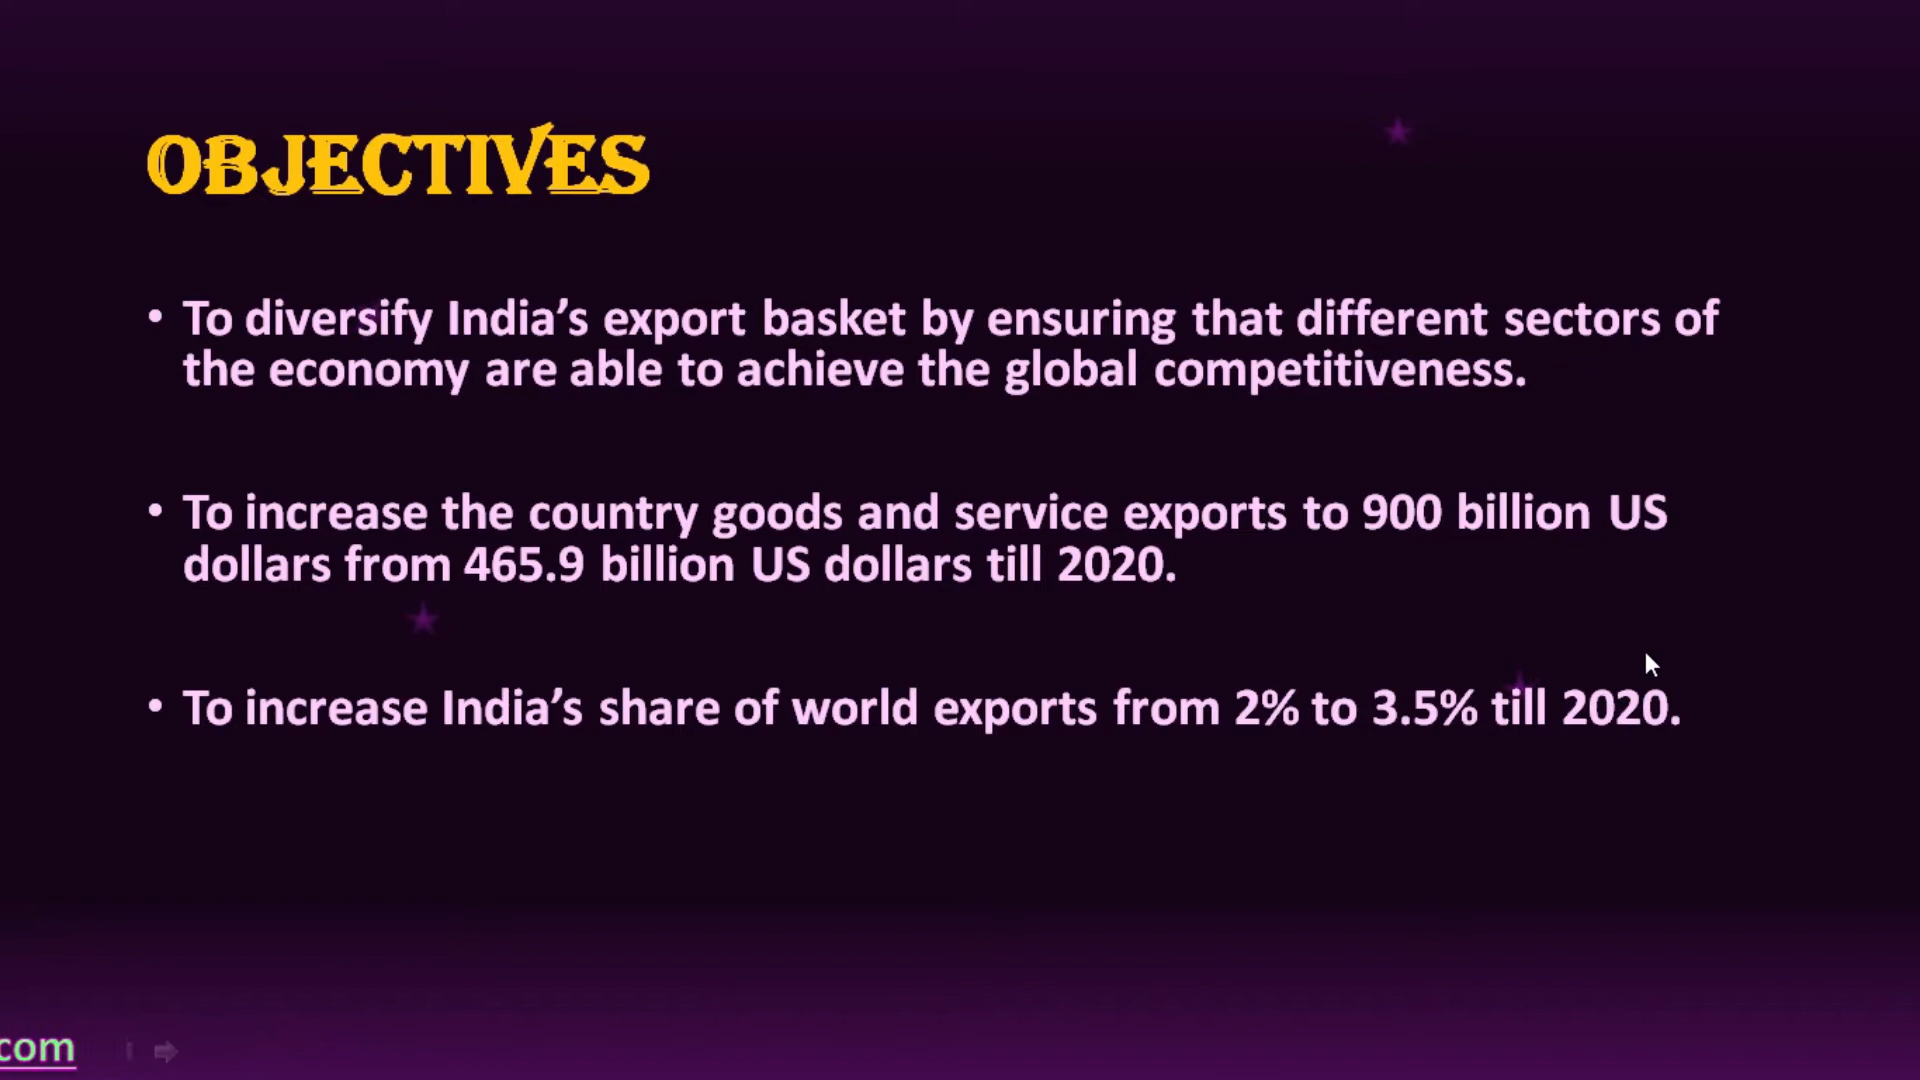 OBJECTIVES
• To diversify India’s export basket by ensuring that different sectors of
the economy are able to achieve the global competitiveness.
• To increase the country goods and service exports to 900 billion US
dollars from 465.9 billion US dollars till 2020.
• To increase India’s share of world exports from 2% to 3.5% till 2020.
com